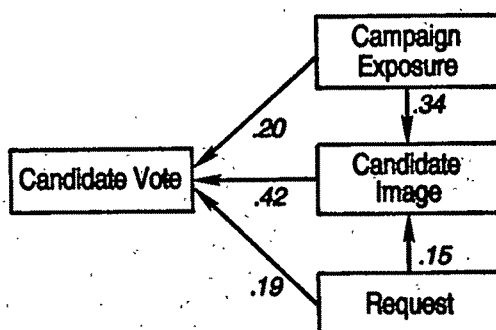 Campaign
Exposure
.34
.20
Candidate Vote
Candidate
Image
.42
.15
.19
Request